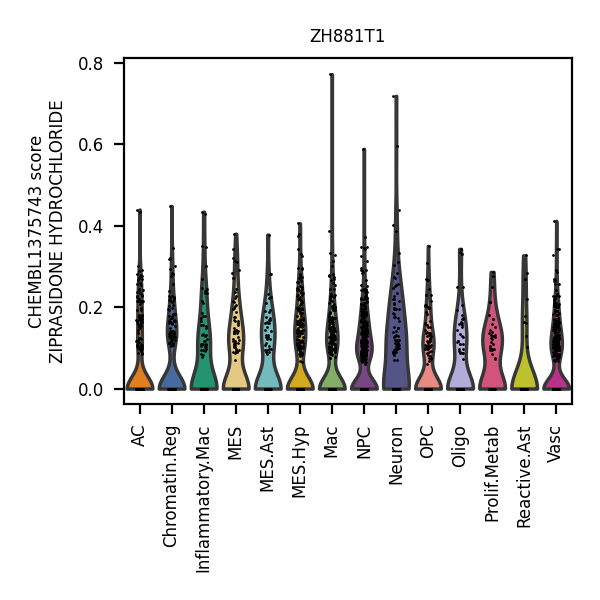 ZH881T1
CHEMBL1375743 score
ZIPRASIDONE HYDROCHLORIDE
0.8
0.6
0.4
0.2
0.0
AC
Chromatin.Reg
Inflammatory.Mac
MES
MES.Ast
MES.Hyp
Mac
NPC
Neuron
OPC
Oligo
Prolif.Metab
Reactive.Ast
Vasc